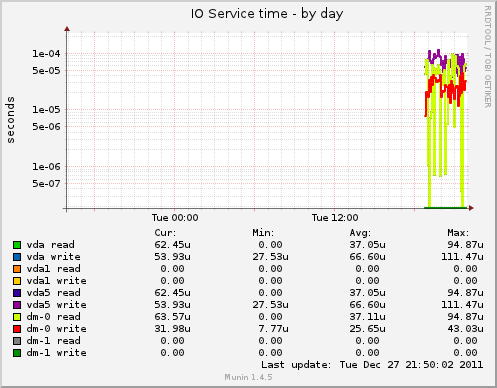 IO Service time - by day
RRDTOOL / TOBI OETIKER
seconds
1e-04
5e-05
1e-05
5e-06
1e-06
5e-07
Tue 00:00 Tue 12:00
Cur: Min: Avg: Max:
vda read 62.45u 0.00 37.05u 94.87u
vda write 53.93u 27.53u 66.60u 111.47u
vda1 read 0.00 0.00 0.00 0.00
vda1 write 0.00 0.00 0.00 0.00
vda5 read 62.45u 0.00 37.05u 94.87u
vda5 write 53.93u 27.53u 66.60u 111.47u
dm-0 read 63.57u 0.00 37.11u 94.87u
dm-0 write 31.98u 7.77u 25.65u 43.03u
dm-1 read 0.00 0.00 0.00 0.00
dm-1 write 0.00 0.00 0.00 0.00
Last update: Tue Dec 27 21:50:02 2011
Munin 1.4.5